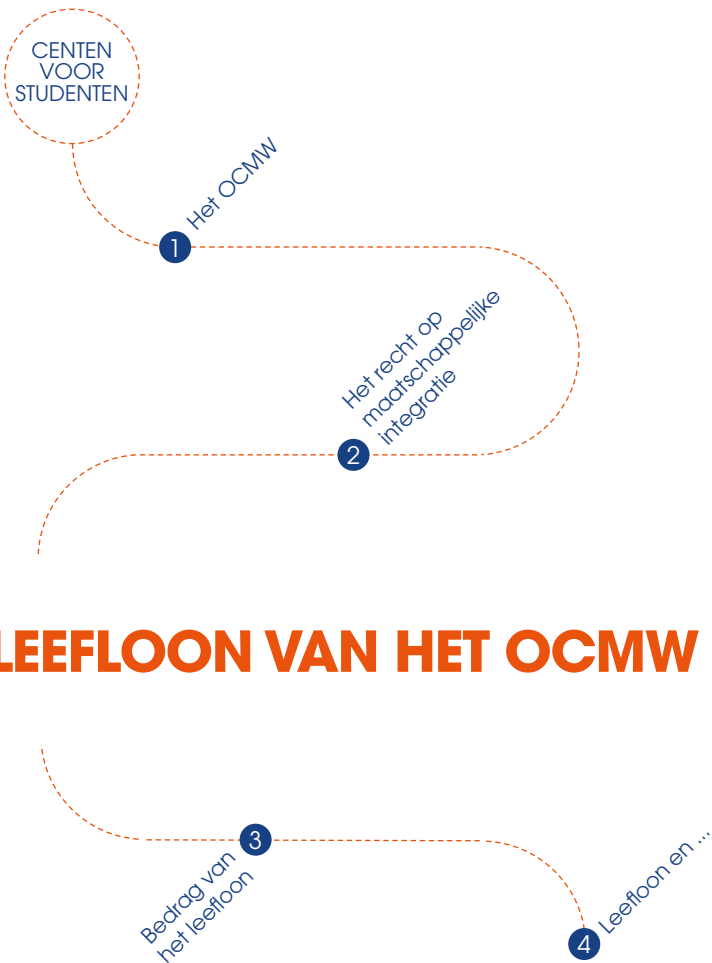 CENTEN
VOOR
STUDENTEN
Het OCMW
1
Het recht op
maatschappelijke
integratie
2
LEEFLOON VAN HET OCMW
3
Bedrag van
het leefloon
Leefloon en ...
4